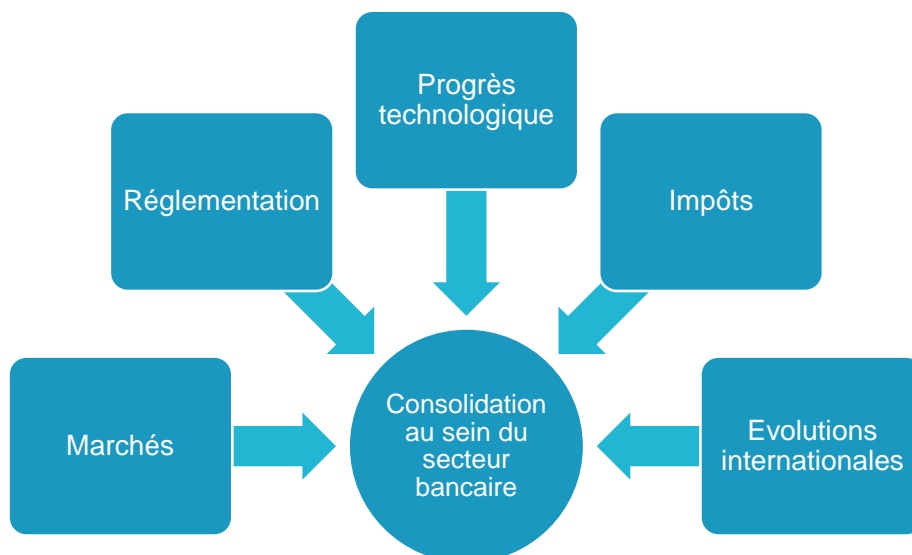 Progrès
technologique
Réglementation
Impôts
Marchés
Consolidation
au sein du
secteur
bancaire
Evolutions
internationales